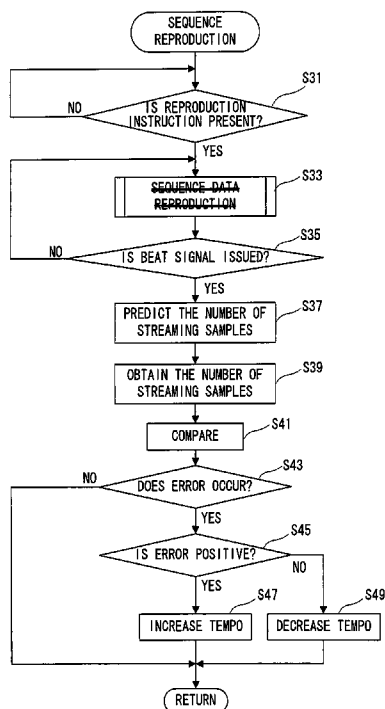 SEQUENCE
REPRODUCTION
S31
NO
IS REPRODUCTION
INSTRUCTION PRESENT?
YES
S33
SEQUENCE DATA
REPRODUCTION
S35
NO
IS BEAT SIGNAL ISSUED?
YES
S37
PREDICT THE NUMBER OF
STREAMING SAMPLES
S39
OBTAIN THE NUMBER OF
STREAMING SAMPLES
S41
COMPARE
S43
NO
DOES ERROR OCCUR?
YES
S45
IS ERROR POSITIVE?
NO
YES
S47
S49
INCREASE TEMPO
DECREASE TEMPO
RETURN